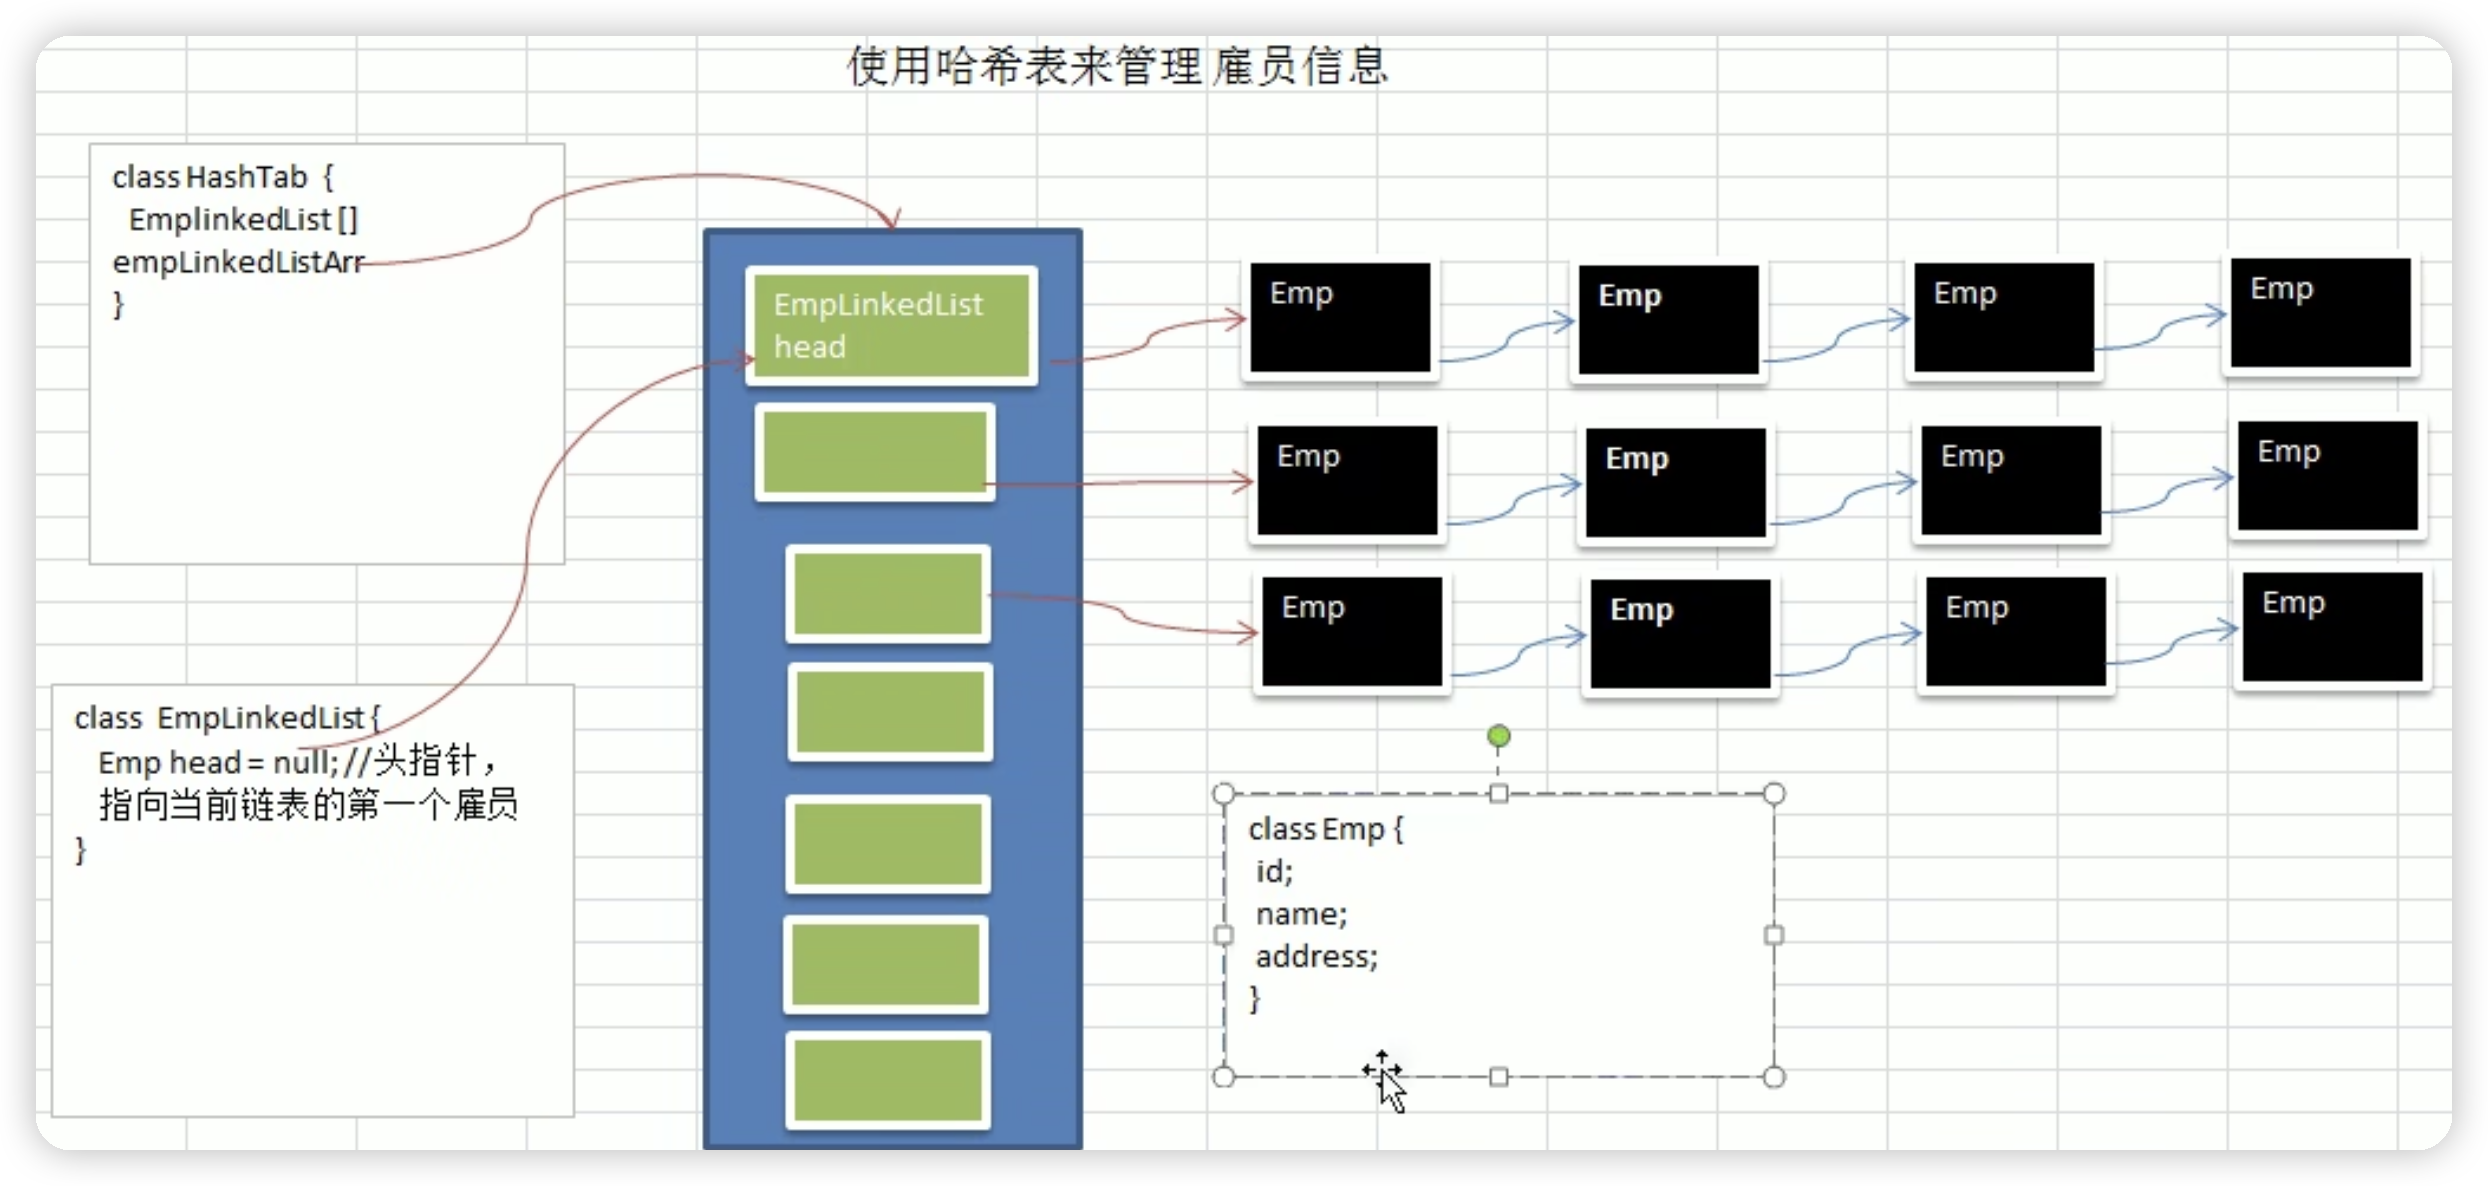 使用哈希表来管理 雇员信息
class HashTab {
EmplinkedList []
empLinkedListArr
}
EmpLinkedList
head
Emp
Emp
Emp
Emp
Emp
Emp
Emp
Emp
Emp
Emp
Emp
Emp
class EmpLinkedList {
Emp head = null; //头指针，
指向当前链表的第一个雇员
}
class Emp {
id;
name;
address;
}